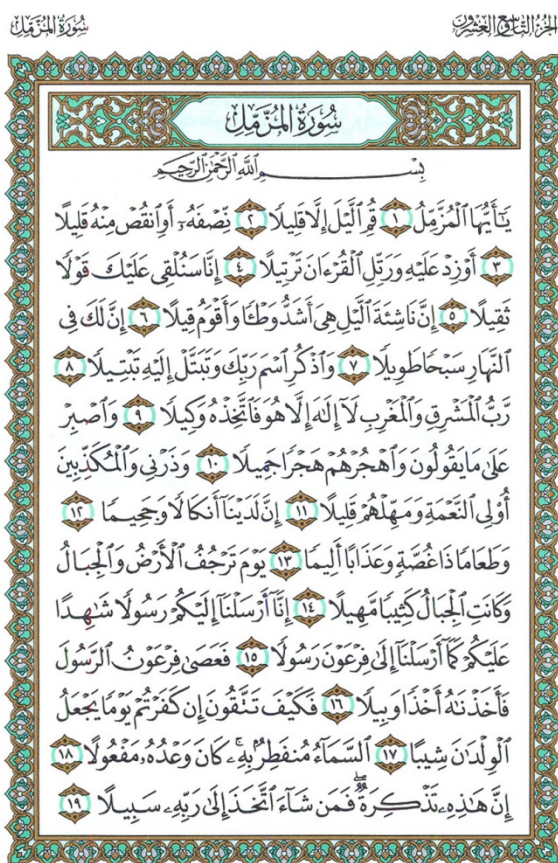 الجزء التاسع والعشرون
سورة المزمل
سُورَةُ الْمُزَّمِّلِ
بِسْمِ ٱللَّهِ ٱلرَّحْمَٰنِ ٱلرَّحِيمِ
يَٰٓأَيُّهَا ٱلْمُزَّمِّلُ ١ قُمِ ٱلَّيْلَ إِلَّا قَلِيلًا ٢ نِّصْفَهُۥٓ أَوِ ٱنقُصْ مِنْهُ قَلِيلًا
٣ أَوْ زِدْ عَلَيْهِ وَرَتِّلِ ٱلْقُرْءَانَ تَرْتِيلًا ٤ إِنَّا سَنُلْقِى عَلَيْكَ قَوْلًا
ثَقِيلًا ٥ إِنَّ نَاشِئَةَ ٱلَّيْلِ هِىَ أَشَدُّ وَطْـًٔا وَأَقْوَمُ قِيلًا ٦ إِنَّ لَكَ فِى
ٱلنَّهَارِ سَبْحًا طَوِيلًا ٧ وَٱذْكُرِ ٱسْمَ رَبِّكَ وَتَبَتَّلْ إِلَيْهِ تَبْتِيلًا ٨
رَّبُّ ٱلْمَشْرِقِ وَٱلْمَغْرِبِ لَآ إِلَٰهَ إِلَّا هُوَ فَٱتَّخِذْهُ وَكِيلًا ٩ وَٱصْبِرْ
عَلَىٰ مَا يَقُولُونَ وَٱهْجُرْهُمْ هَجْرًا جَمِيلًا ١٠ وَذَرْنِى وَٱلْمُكَذِّبِينَ
أُو۟لِى ٱلنَّعْمَةِ وَمَهِّلْهُمْ قَلِيلًا ١١ إِنَّ لَدَيْنَآ أَنكَالًا وَجَحِيمًا ١٢
وَطَعَامًا ذَا غُصَّةٍ وَعَذَابًا أَلِيمًا ١٣ يَوْمَ تَرْجُفُ ٱلْأَرْضُ وَٱلْجِبَالُ
وَكَانَتِ ٱلْجِبَالُ كَثِيبًا مَّهِيلًا ١٤ إِنَّآ أَرْسَلْنَآ إِلَيْكُمْ رَسُولًا شَٰهِدًا
عَلَيْكُمْ كَمَآ أَرْسَلْنَآ إِلَىٰ فِرْعَوْنَ رَسُولًا ١٥ فَعَصَىٰ فِرْعَوْنُ ٱلرَّسُولَ
فَأَخَذْنَٰهُ أَخْذًا وَبِيلًا ١٦ فَكَيْفَ تَتَّقُونَ إِن كَفَرْتُمْ يَوْمًا يَجْعَلُ
ٱلْوِلْدَٰنَ شِيبًا ١٧ ٱلسَّمَآءُ مُنفَطِرٌۢ بِهِۦ ۚ كَانَ وَعْدُهُۥ مَفْعُولًا ١٨
إِنَّ هَٰذِهِۦ تَذْكِرَةٌ ۖ فَمَن شَآءَ ٱتَّخَذَ إِلَىٰ رَبِّهِۦ سَبِيلًا ١٩